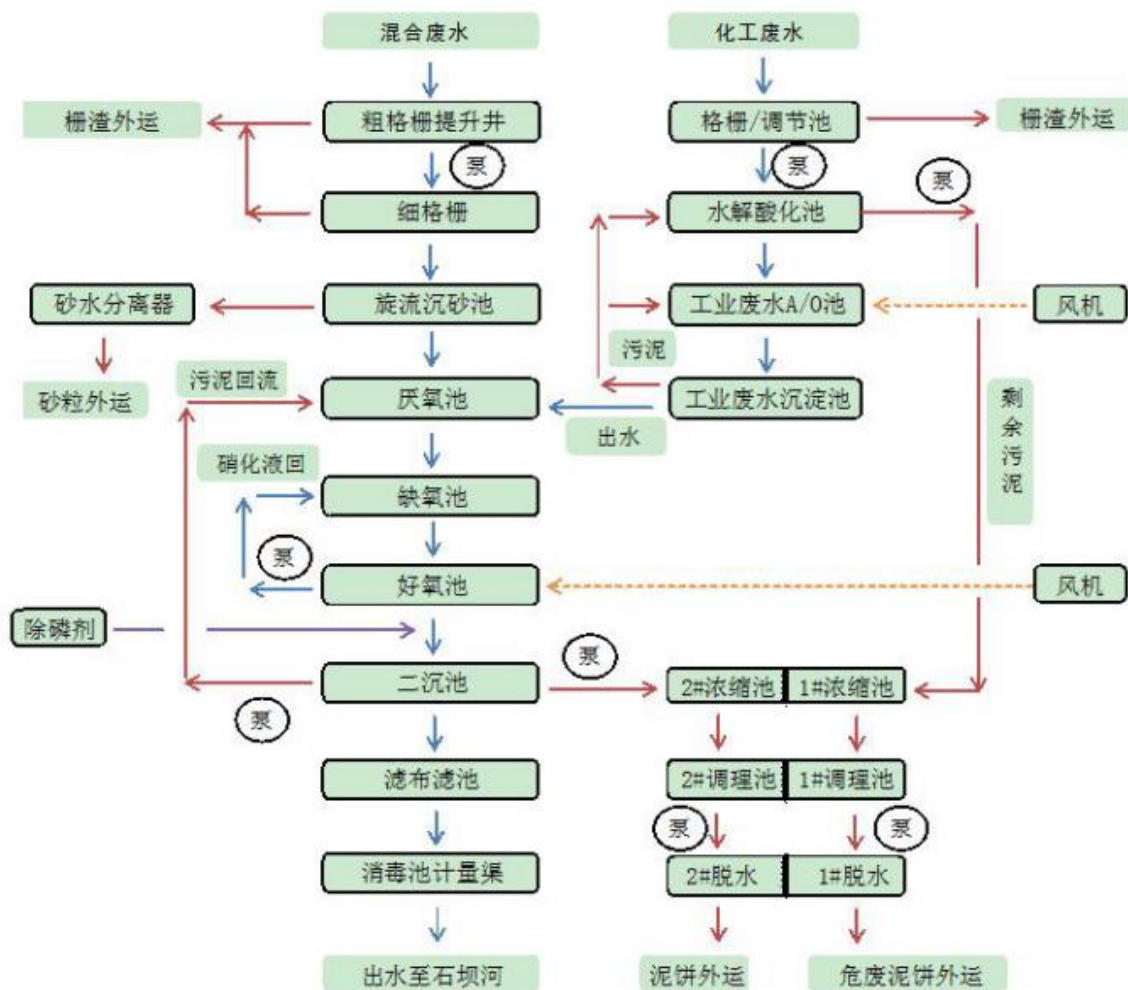 混合废水
化工废水
栅渣外运
粗格栅提升井
格栅/调节池
栅渣外运
泵
泵
泵
细格栅
水解酸化池
砂水分离器
旋流沉砂池
工业废水A/O池
风机
污泥
污泥回流
砂粒外运
厌氧池
工业废水沉淀池
剩余污泥
出水
硝化液回
缺氧池
泵
好氧池
风机
除磷剂
泵
二沉池
2#浓缩池
1#浓缩池
泵
滤布滤池
2#调理池
1#调理池
泵
泵
消毒池计量渠
2#脱水
1#脱水
出水至石坝河
泥饼外运
危废泥饼外运